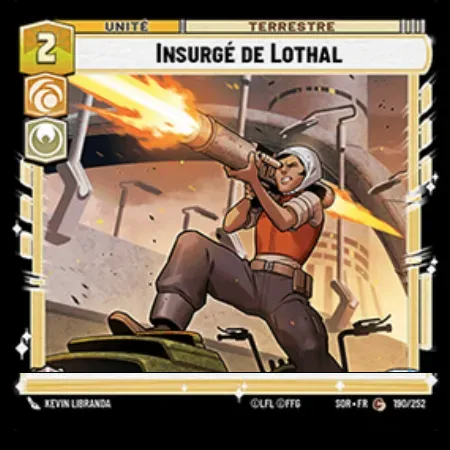 UNITÉ
TERRESTRE
2
INSURGÉ DE LOTHAL
KEVIN LIBRANDA
©LFL ©FFG
SOR • FR C 190/252